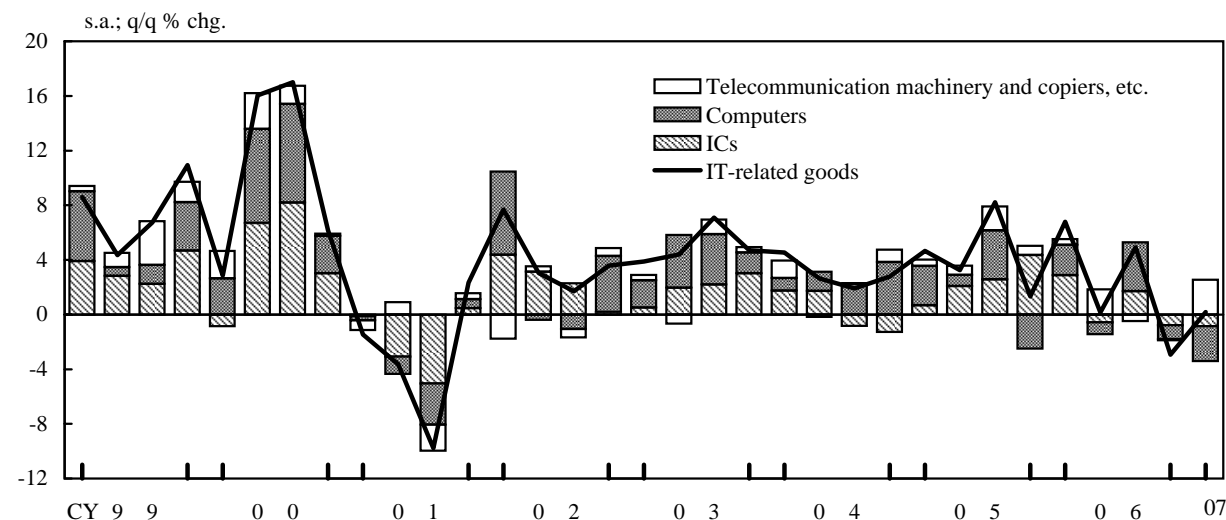 s.a.; q/q % chg.
20
16
12
8
4
0
-4
-8
-12
Telecommunication machinery and copiers, etc.
Computers
ICs
IT-related goods
CY 9 9 0 0 0 1 0 2 0 3 0 4 0 5 0 6 07